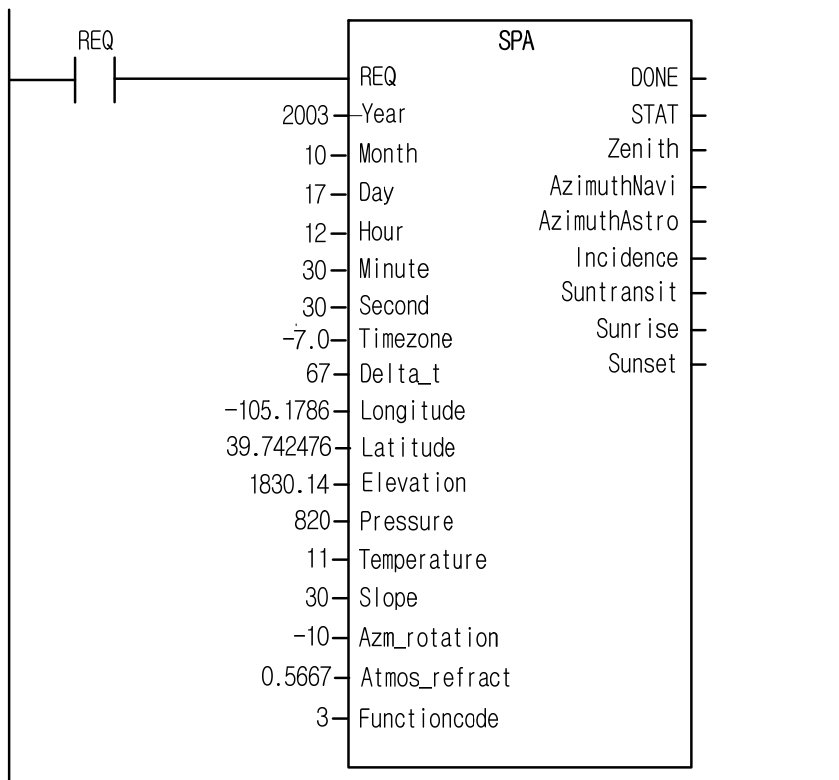 REQ
SPA
REQ DONE
2003 Year STAT
10 Month Zenith
17 Day AzimuthNavi
12 Hour AzimuthAstro
30 Minute Incidence
30 Second Suntransit
-7.0 Timezone Sunrise
67 Delta_t Sunset
-105.1786 Longitude
39.742476 Latitude
1830.14 Elevation
820 Pressure
11 Temperature
30 Slope
-10 Azm_rotation
0.5667 Atmos_refract
3 Functioncode